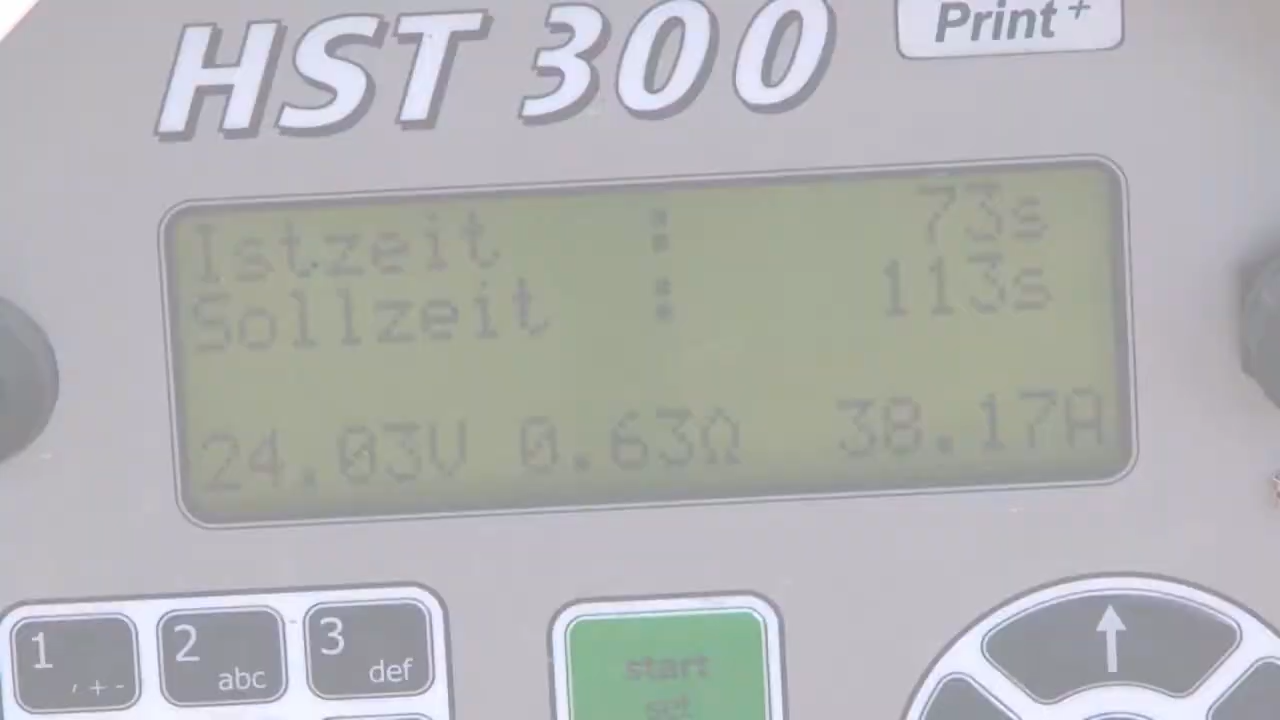 HST 300 Print +
Istzeit : 73s
Sollzeit : 113s
24.03V 0.63Ω 38.17A
1 , + -
2 abc
3 def
start
set